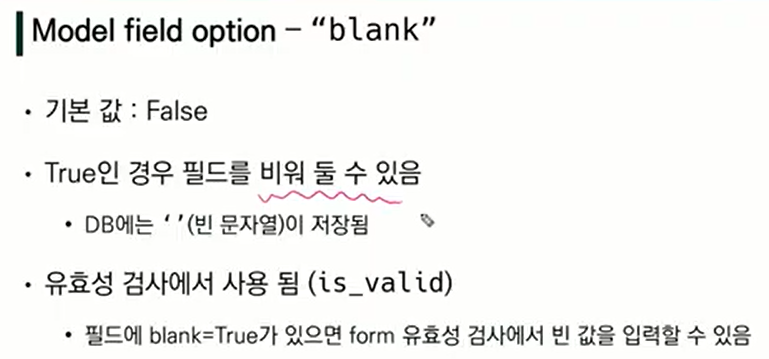 Model field option – “blank”
• 기본 값 : False
• True인 경우 필드를 비워 둘 수 있음
• DB에는 ‘ ’(빈 문자열)이 저장됨
• 유효성 검사에서 사용 됨 (is_valid)
• 필드에 blank=True가 있으면 form 유효성 검사에서 빈 값을 입력할 수 있음